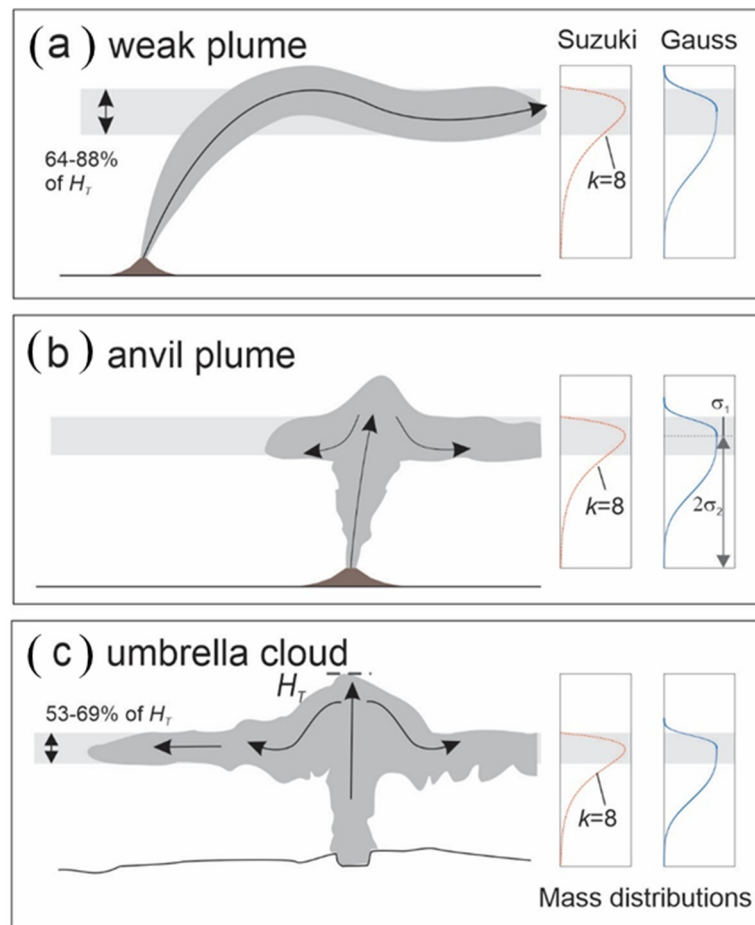 (a) weak plume
Suzuki
Gauss
64-88%
of H_T
k=8
(b) anvil plume
σ₁
k=8
2σ₂
(c) umbrella cloud
H_T
53-69% of H_T
k=8
Mass distributions